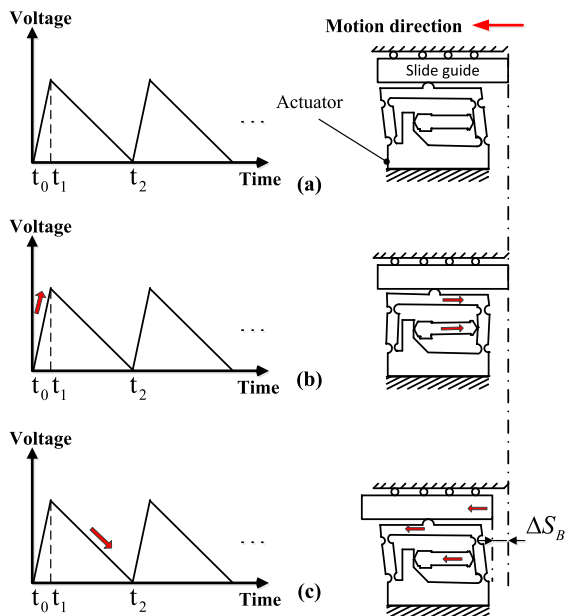 Voltage
Motion direction
Slide guide
Actuator
...
t0 t1 t2 Time
(a)
Voltage
...
t0 t1 t2 Time
(b)
Voltage
ΔS_B
...
t0 t1 t2 Time
(c)